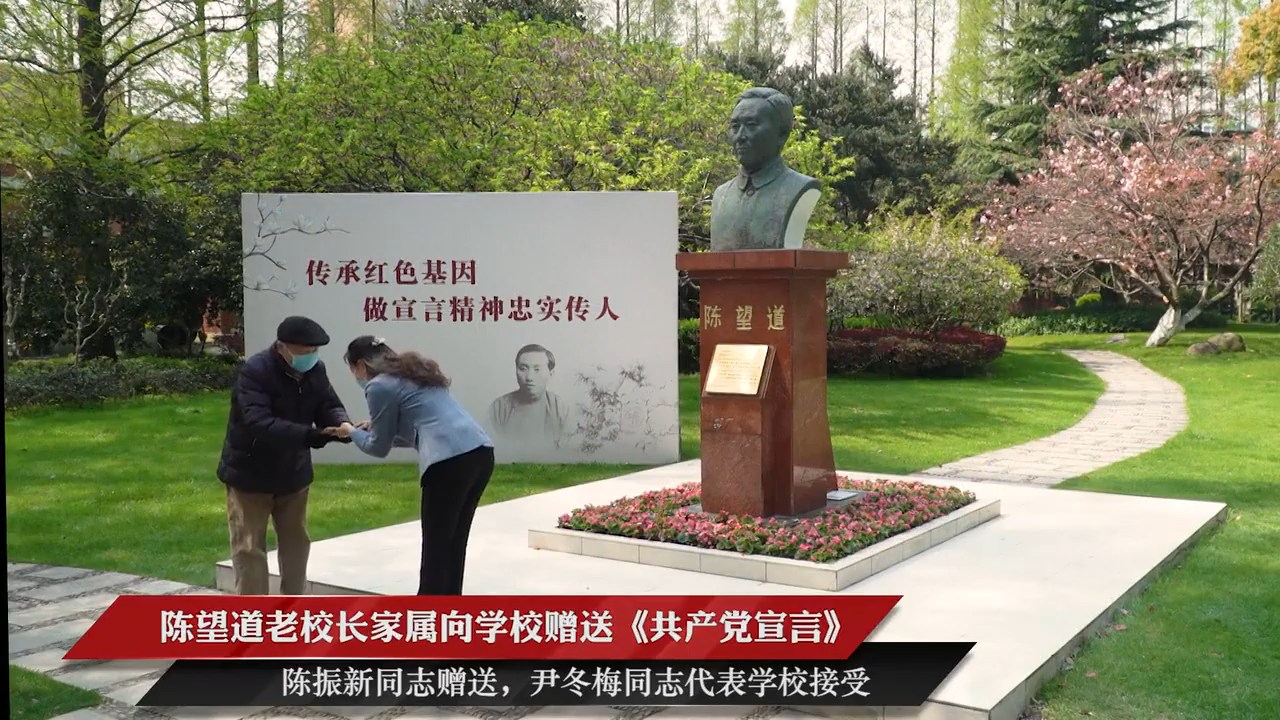 传承红色基因
做宣言精神忠实传人
陈望道
陈望道老校长家属向学校赠送《共产党宣言》
陈振新同志赠送，尹冬梅同志代表学校接受